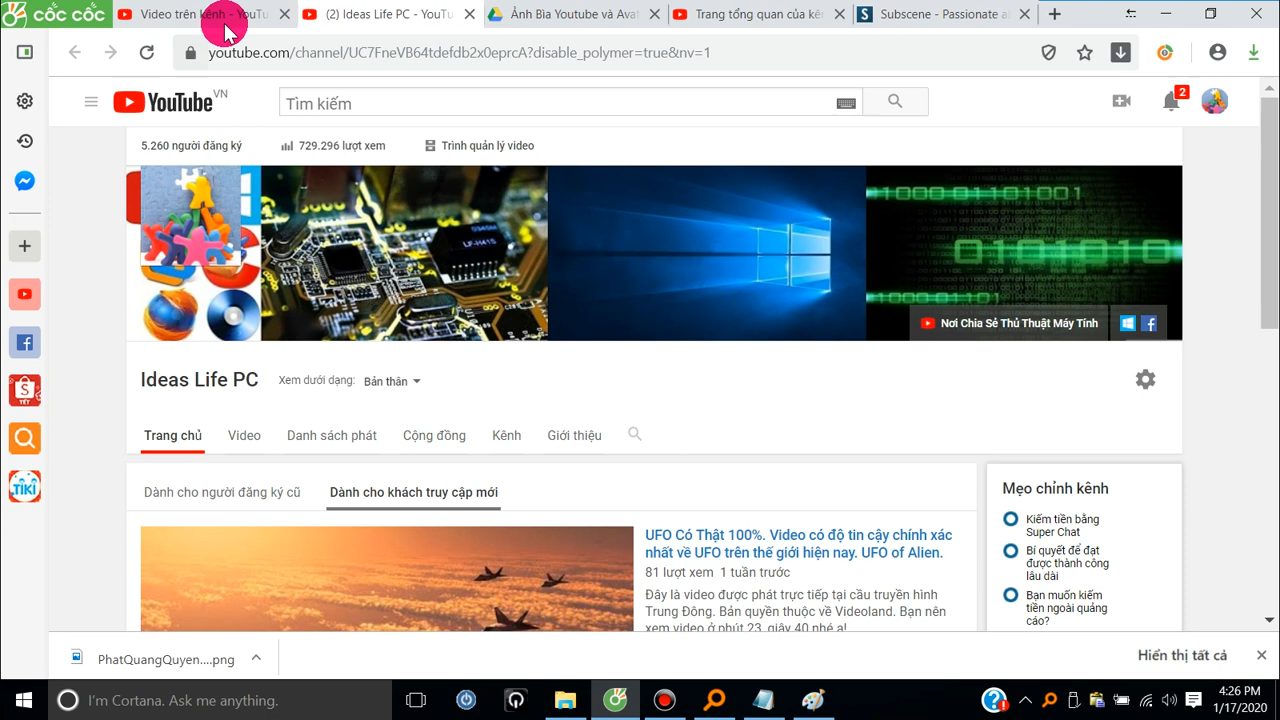 cốc cốc
Video trên kênh - YouTu
(2) Ideas Life PC - YouTu
Ảnh Bìa Youtube và Ava
Trang tổng quan của kên
Subscene - Passionate a
youtube.com/channel/UC7FneVB64tdefdb2x0eprcA?disable_polymer=true&nv=1
YouTube VN
Tìm kiếm
2
5.260 người đăng ký
729.296 lượt xem
Trình quản lý video
1000-01101001
010101
Nơi Chia Sẻ Thủ Thuật Máy Tính
Ideas Life PC
Xem dưới dạng:
Bản thân
Trang chủ
Video
Danh sách phát
Cộng đồng
Kênh
Giới thiệu
TẾT
TIKI
Dành cho người đăng ký cũ
Dành cho khách truy cập mới
Mẹo chỉnh kênh
Kiếm tiền bằng
Super Chat
Bí quyết để đạt
được thành công
lâu dài
Bạn muốn kiếm
tiền ngoài quảng
cáo?
UFO Có Thật 100%. Video có độ tin cậy chính xác
nhất về UFO trên thế giới hiện nay. UFO of Alien.
81 lượt xem 1 tuần trước
Đây là video được phát trực tiếp tại cầu truyền hình
Trung Đông. Bản quyền thuộc về Videoland. Bạn nên
xem video ở phút 23, giây 40 nhé ạ!
PhatQuangQuyen....png
Hiển thị tất cả
I'm Cortana. Ask me anything.
4:26 PM
1/17/2020